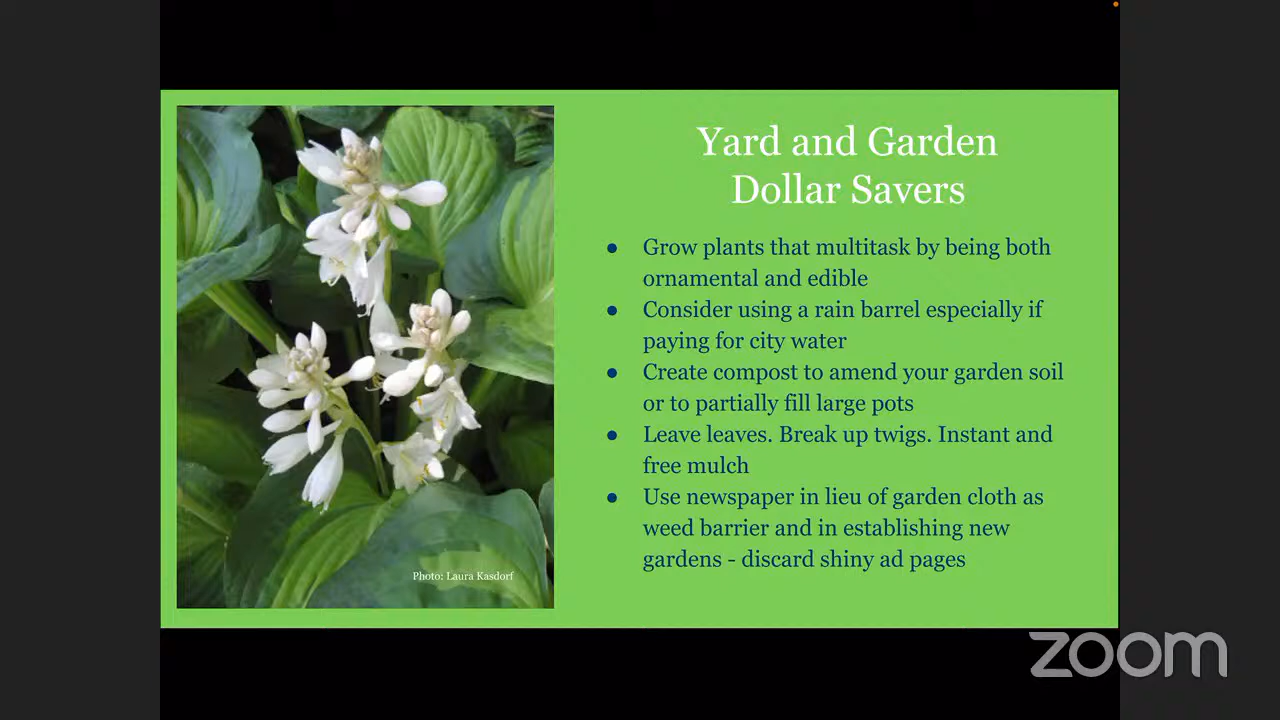 Yard and Garden
Dollar Savers
● Grow plants that multitask by being both
ornamental and edible
● Consider using a rain barrel especially if
paying for city water
● Create compost to amend your garden soil
or to partially fill large pots
● Leave leaves. Break up twigs. Instant and
free mulch
● Use newspaper in lieu of garden cloth as
weed barrier and in establishing new
gardens - discard shiny ad pages
Photo: Laura Kasdorf
zoom